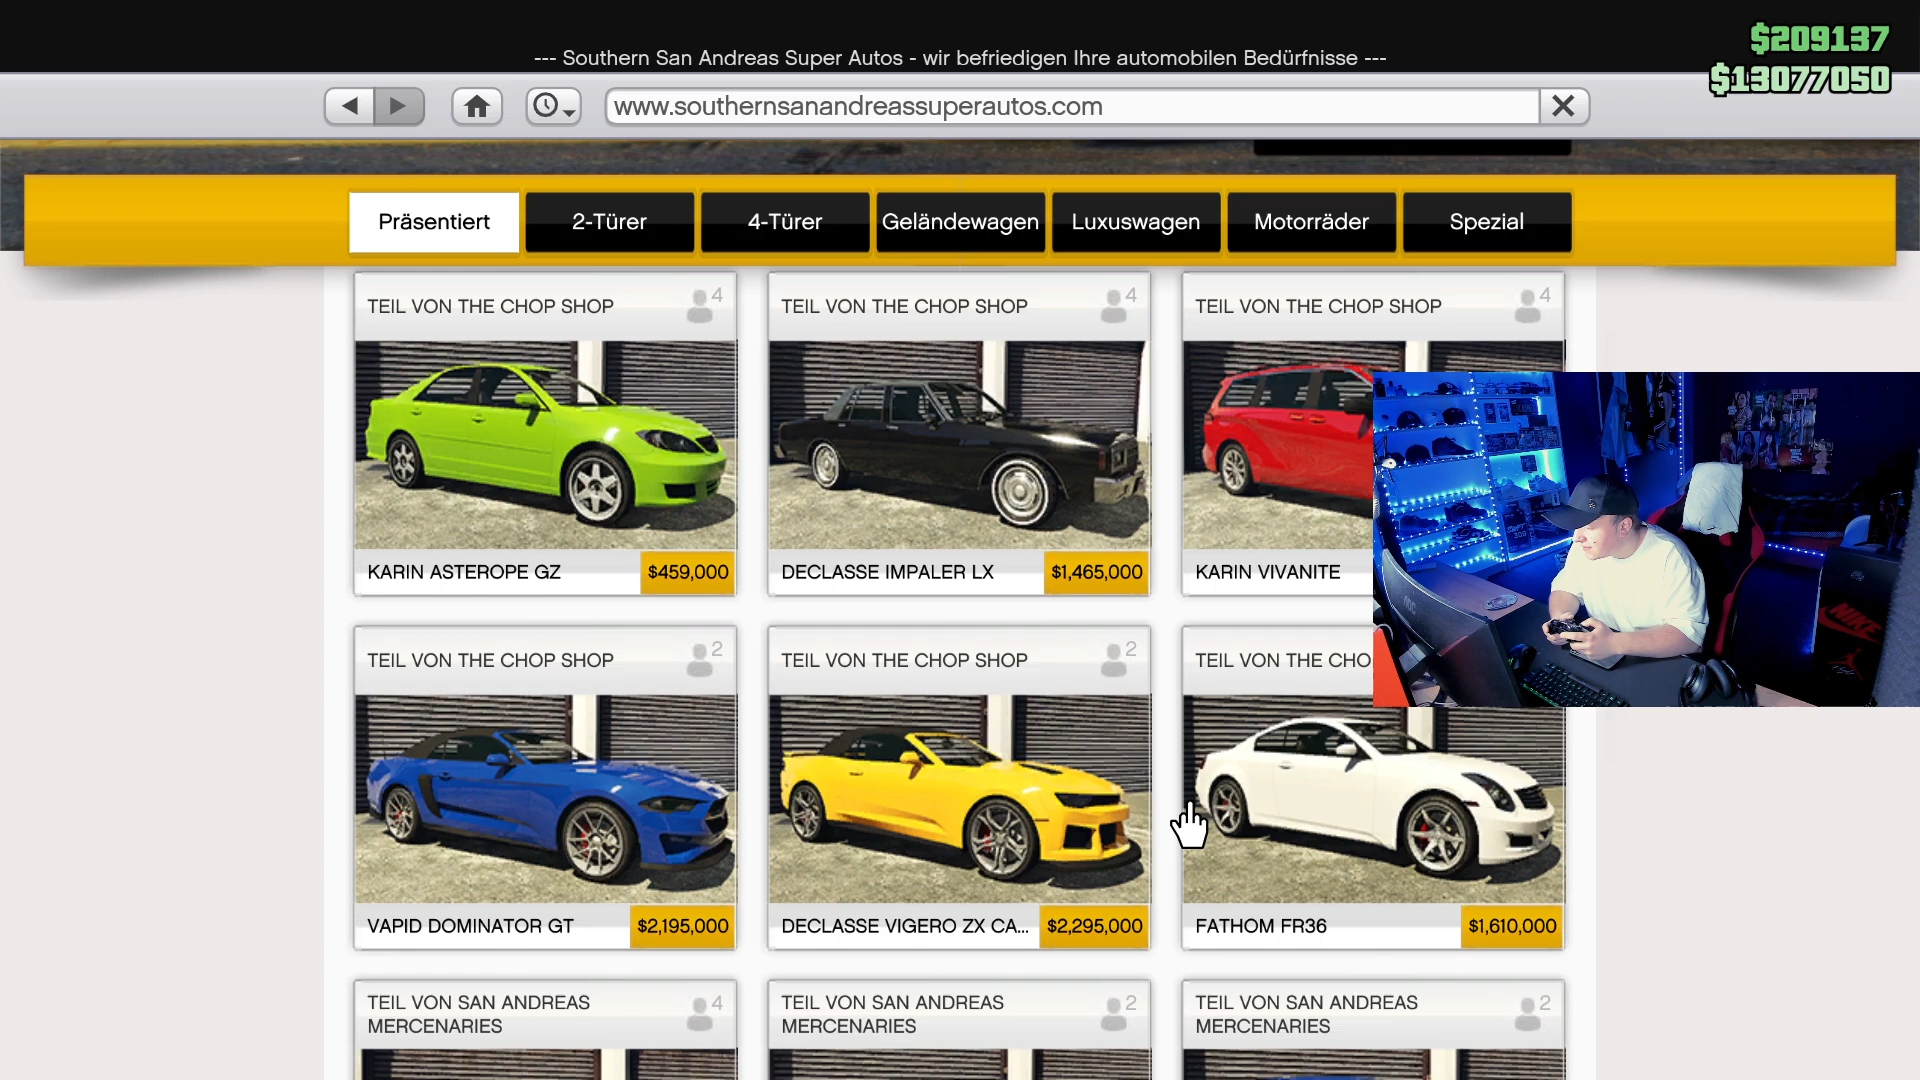 --- Southern San Andreas Super Autos - wir befriedigen Ihre automobilen Bedürfnisse ---
$209137
$13077050
www.southernsanandreassuperautos.com
Präsentiert
2-Türer
4-Türer
Geländewagen
Luxuswagen
Motorräder
Spezial
TEIL VON THE CHOP SHOP
4
TEIL VON THE CHOP SHOP
4
TEIL VON THE CHOP SHOP
4
KARIN ASTEROPE GZ
$459,000
DECLASSE IMPALER LX
$1,465,000
KARIN VIVANITE
AOC
NIKE
TEIL VON THE CHOP SHOP
2
TEIL VON THE CHOP SHOP
2
TEIL VON THE CHO
VAPID DOMINATOR GT
$2,195,000
DECLASSE VIGERO ZX CA...
$2,295,000
FATHOM FR36
$1,610,000
TEIL VON SAN ANDREAS
MERCENARIES
4
TEIL VON SAN ANDREAS
MERCENARIES
2
TEIL VON SAN ANDREAS
MERCENARIES
2